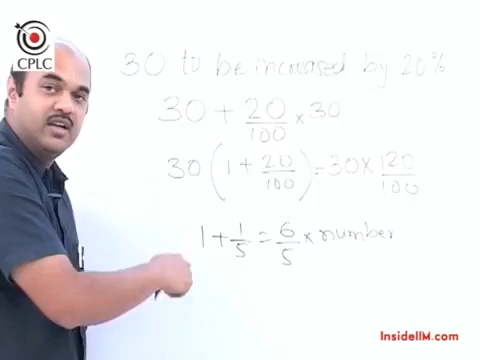 CPLC
30 to be increased by 20%
30 + 20/100 × 30
30 (1 + 20/100) = 30 × 120/100
1 + 1/5 = 6/5 × number
InsideIIM.com